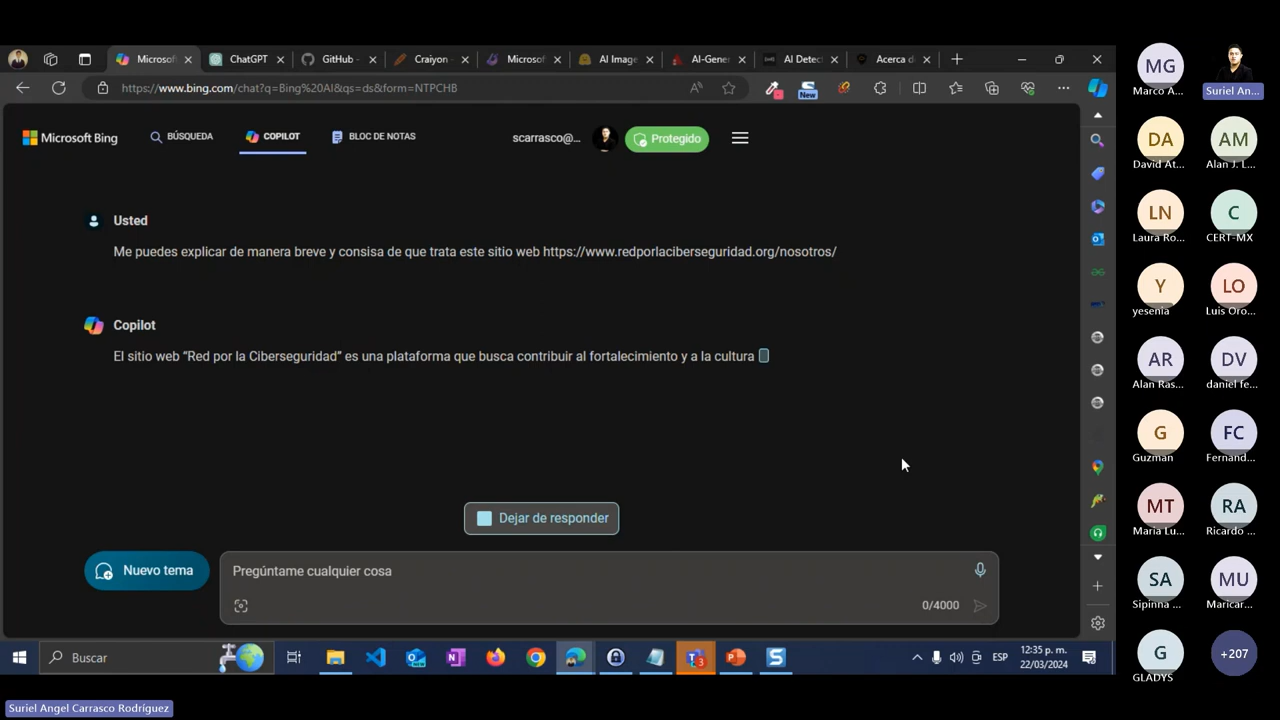 Microsoft
ChatGPT
GitHub -
Craiyon -
Microsoft
AI Image
AI-Gener
AI Detect
Acerca d
https://www.bing.com/chat?q=Bing%20AI&qs=ds&form=NTPCHB
New
Microsoft Bing
BÚSQUEDA
COPILOT
BLOC DE NOTAS
scarrasco@...
Protegido
Usted
Me puedes explicar de manera breve y consisa de que trata este sitio web https://www.redporlaciberseguridad.org/nosotros/
Copilot
El sitio web “Red por la Ciberseguridad” es una plataforma que busca contribuir al fortalecimiento y a la cultura
Dejar de responder
Nuevo tema
Pregúntame cualquier cosa
0/4000
Buscar
3
S
ESP
12:35 p. m.
22/03/2024
Suriel Angel Carrasco Rodríguez
MG
Marco A...
Suriel An...
DA
David At...
AM
Alan J. L...
LN
Laura Ro...
C
CERT-MX
Y
yesenia
LO
Luis Oro...
AR
Alan Ras...
DV
daniel fe...
G
Guzman
FC
Fernand...
MT
Maria Lu...
RA
Ricardo ...
SA
Sipinna ...
MU
Maricar...
G
GLADYS
+207